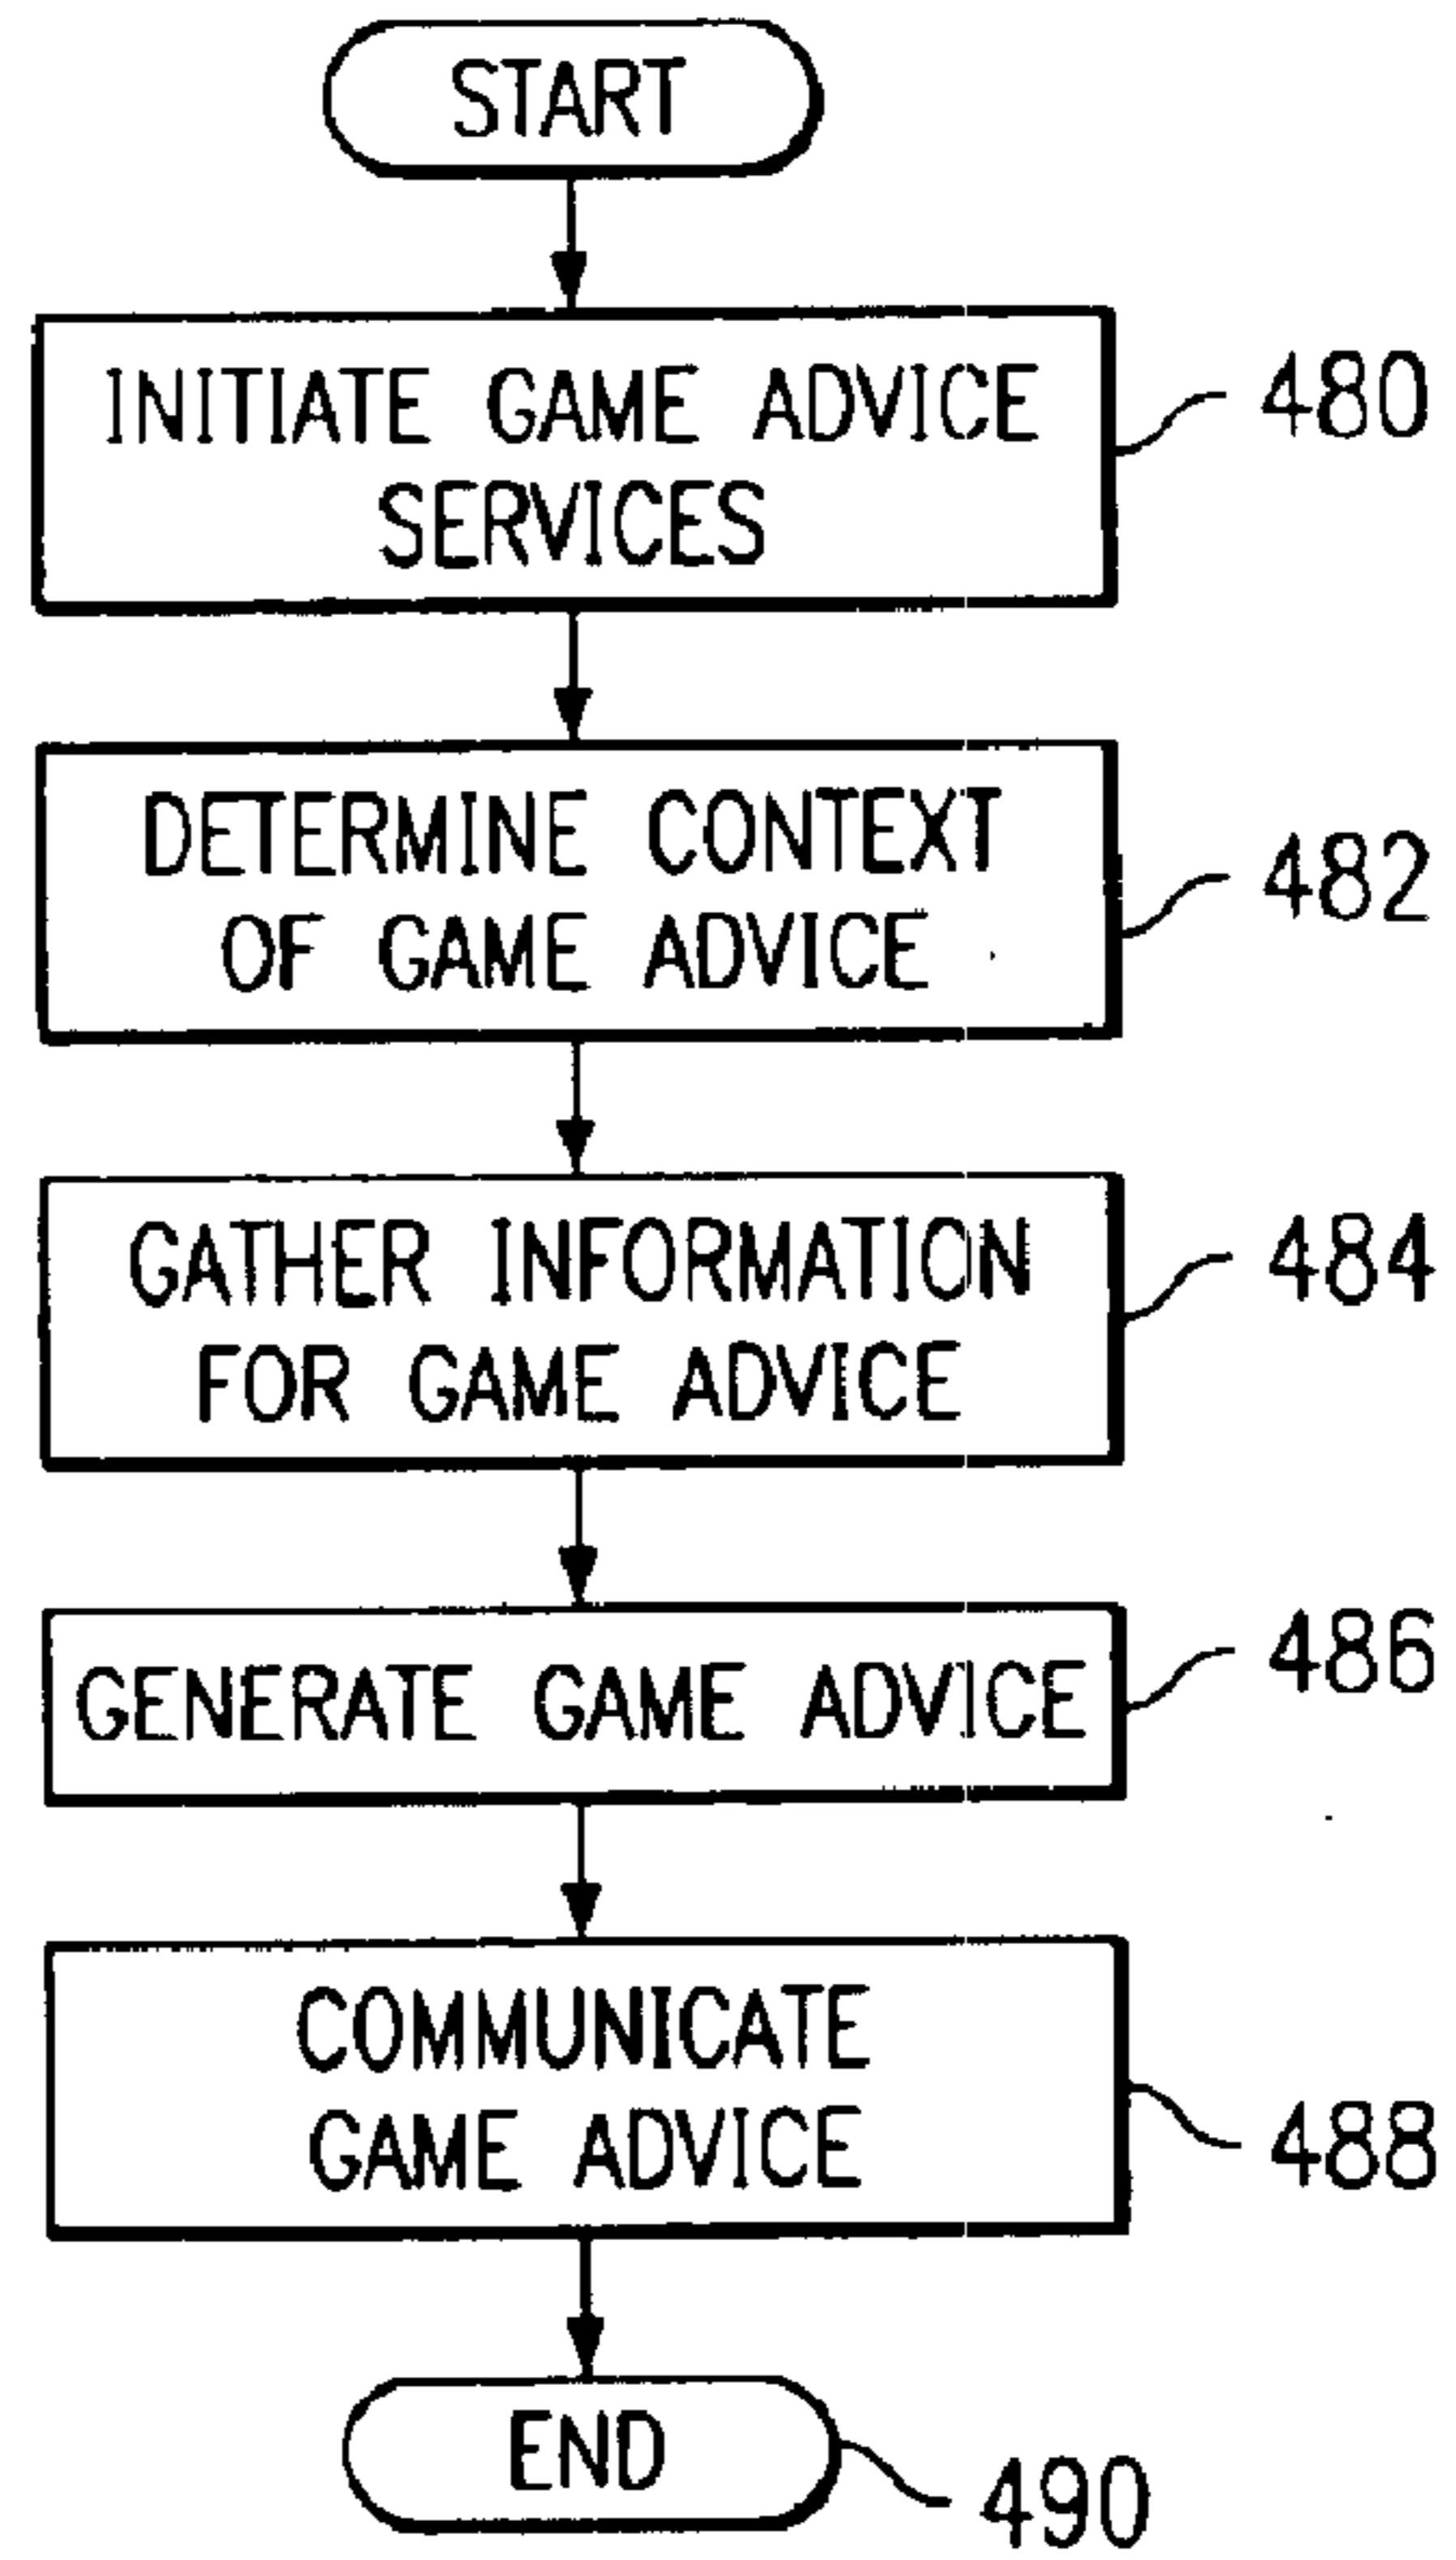 START
INITIATE GAME ADVICE
SERVICES
480
DETERMINE CONTEXT
OF GAME ADVICE
482
GATHER INFORMATION
FOR GAME ADVICE
484
GENERATE GAME ADVICE
486
COMMUNICATE
GAME ADVICE
488
END
490